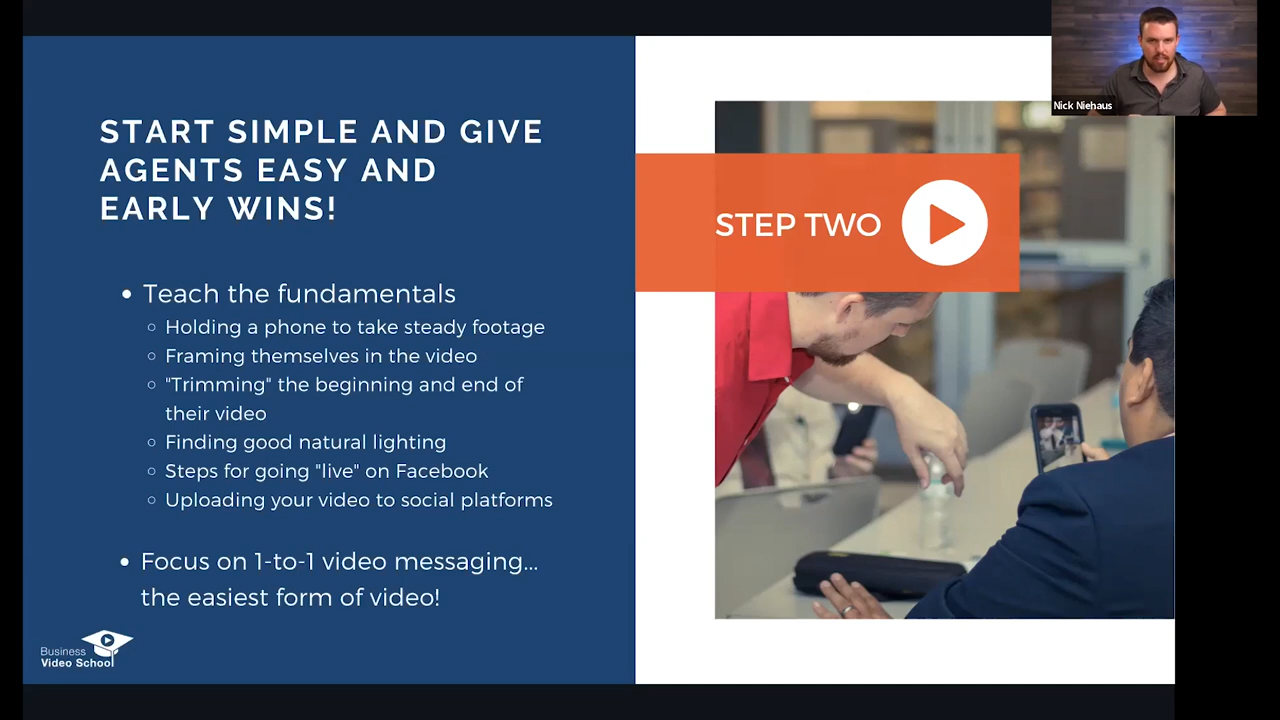 START SIMPLE AND GIVE
AGENTS EASY AND
EARLY WINS!
Teach the fundamentals
Holding a phone to take steady footage
Framing themselves in the video
"Trimming" the beginning and end of
their video
Finding good natural lighting
Steps for going "live" on Facebook
Uploading your video to social platforms
Focus on 1-to-1 video messaging...
the easiest form of video!
Business
Video School
STEP TWO
Nick Niehaus